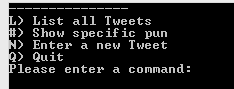 ---------------
L) List all Tweets
#) Show specific pun
N) Enter a new Tweet
Q) Quit
Please enter a command: